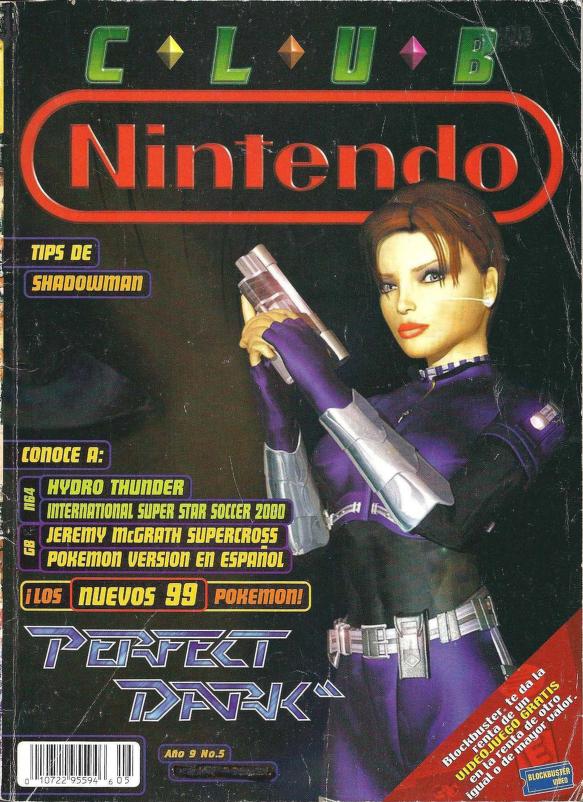 CLUB
Nintendo
TIPS DE
SHADOWMAN
CONOCE A:
N64
HYDRO THUNDER
INTERNATIONAL SUPER STAR SOCCER 2000
GB
JEREMY McGRATH SUPERCROSS
POKEMON VERSION EN ESPAÑOL
¡LOS NUEVOS 99 POKEMON!
PERFECT
DARK™
Año 9 No.5
0 10722 95594 6 05
Blockbuster te da la
renta de un
VIDEOJUEGO GRATIS
en la renta de otro
igual o de mayor valor.
BLOCKBUSTER
VIDEO